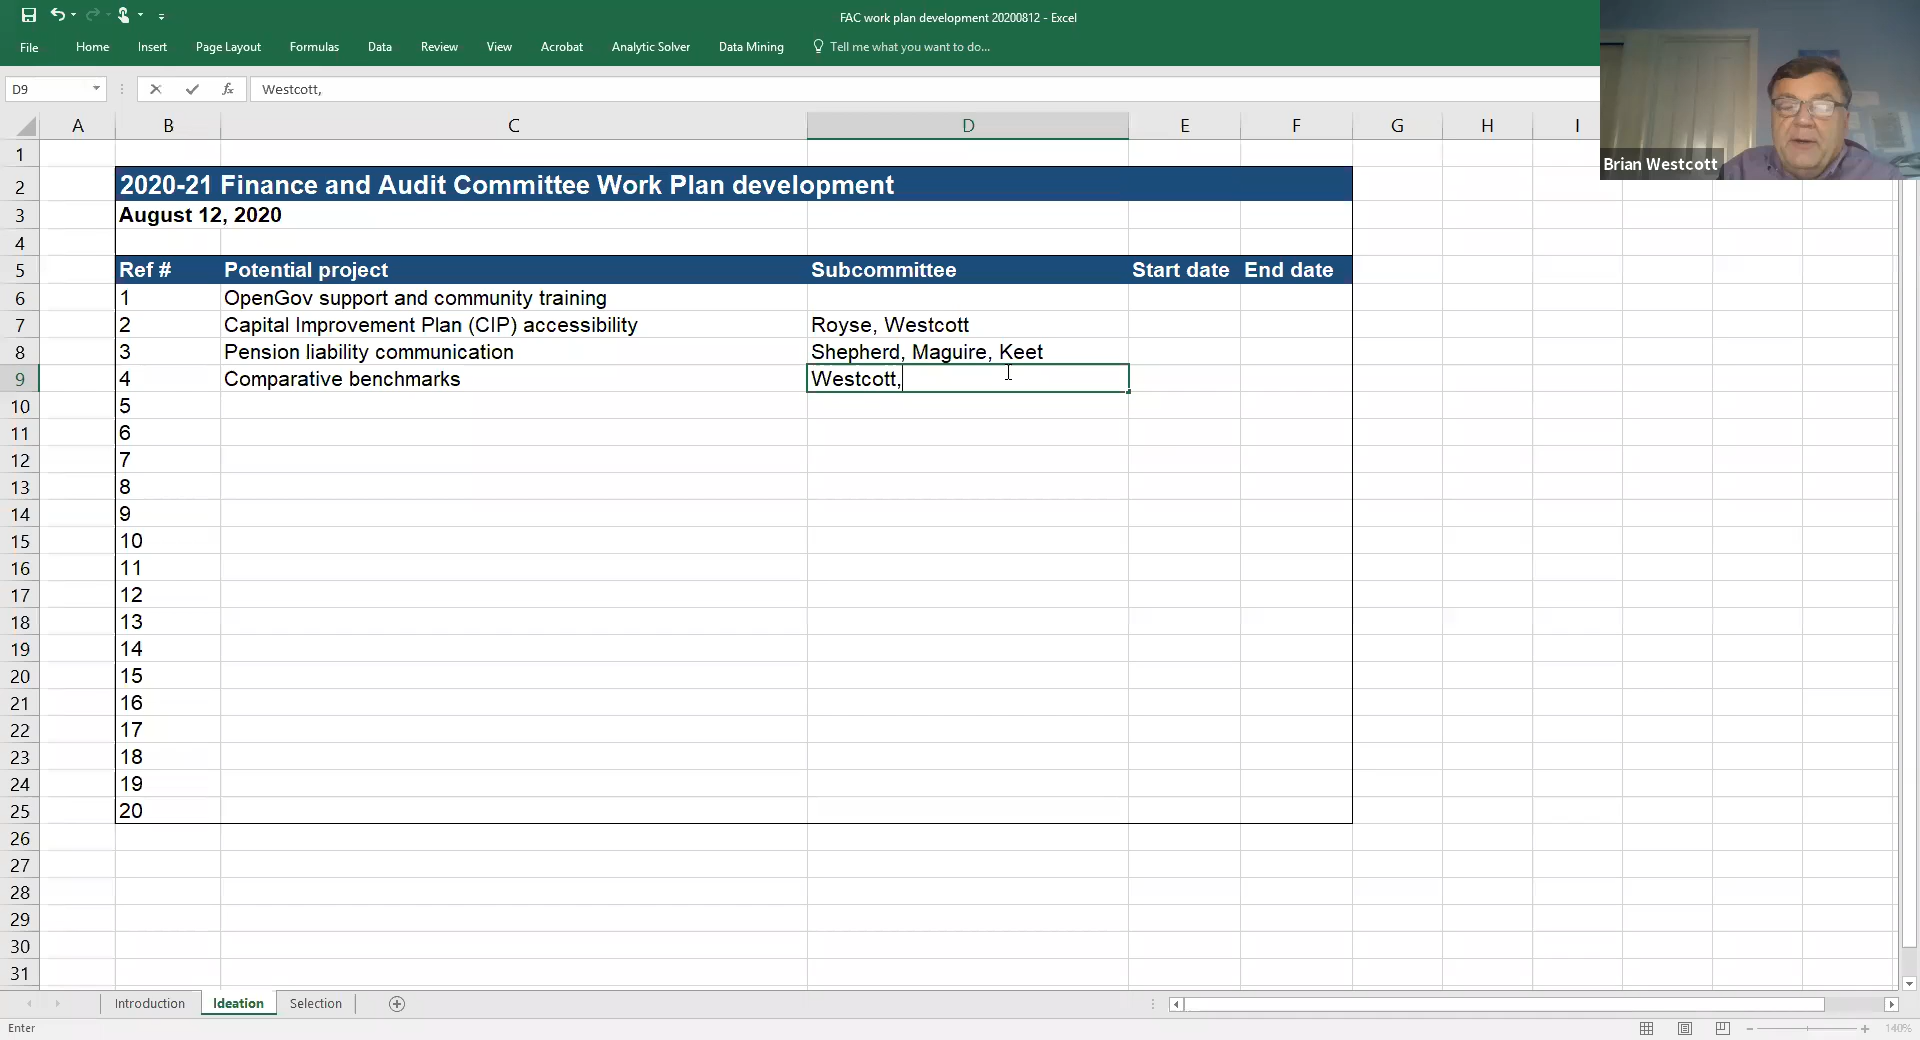 FAC work plan development 20200812 - Excel
File Home Insert Page Layout Formulas Data Review View Acrobat Analytic Solver Data Mining Tell me what you want to do...
D9 fx Westcott,
A B C D E F G H I
1
2 2020-21 Finance and Audit Committee Work Plan development
3 August 12, 2020
4
5 Ref # Potential project Subcommittee Start date End date
6 1 OpenGov support and community training
7 2 Capital Improvement Plan (CIP) accessibility Royse, Westcott
8 3 Pension liability communication Shepherd, Maguire, Keet
9 4 Comparative benchmarks Westcott,
10 5
11 6
12 7
13 8
14 9
15 10
16 11
17 12
18 13
19 14
20 15
21 16
22 17
23 18
24 19
25 20
26
27
28
29
30
31
Brian Westcott
Introduction Ideation Selection
Enter 140%